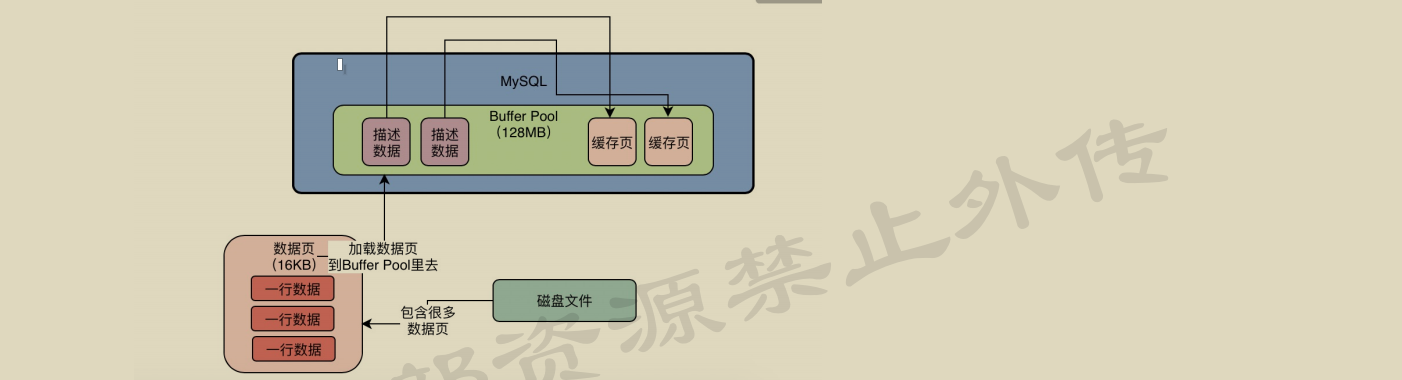 MySQL
Buffer Pool
（128MB）
描述
数据
描述
数据
缓存页
缓存页
数据页
（16KB）
加载数据页
到Buffer Pool里去
一行数据
一行数据
一行数据
包含很多
数据页
磁盘文件
部资源禁止外传